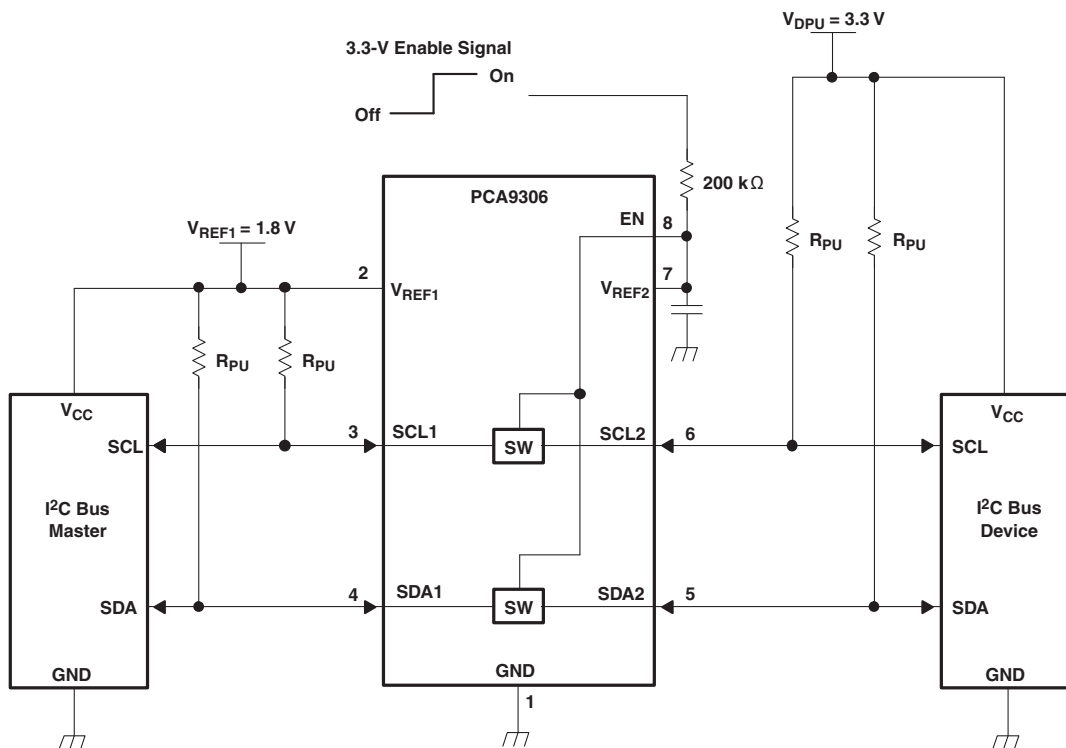 V_DPU = 3.3 V
3.3-V Enable Signal
On
Off
200 kΩ
PCA9306
EN
8
V_REF1 = 1.8 V
R_PU
R_PU
2
7
V_REF1
V_REF2
R_PU
R_PU
V_CC
V_CC
SCL
3
SCL1
SW
SCL2
6
SCL
I²C Bus
Master
I²C Bus
Device
SDA
4
SDA1
SW
SDA2
5
SDA
GND
GND
GND
1